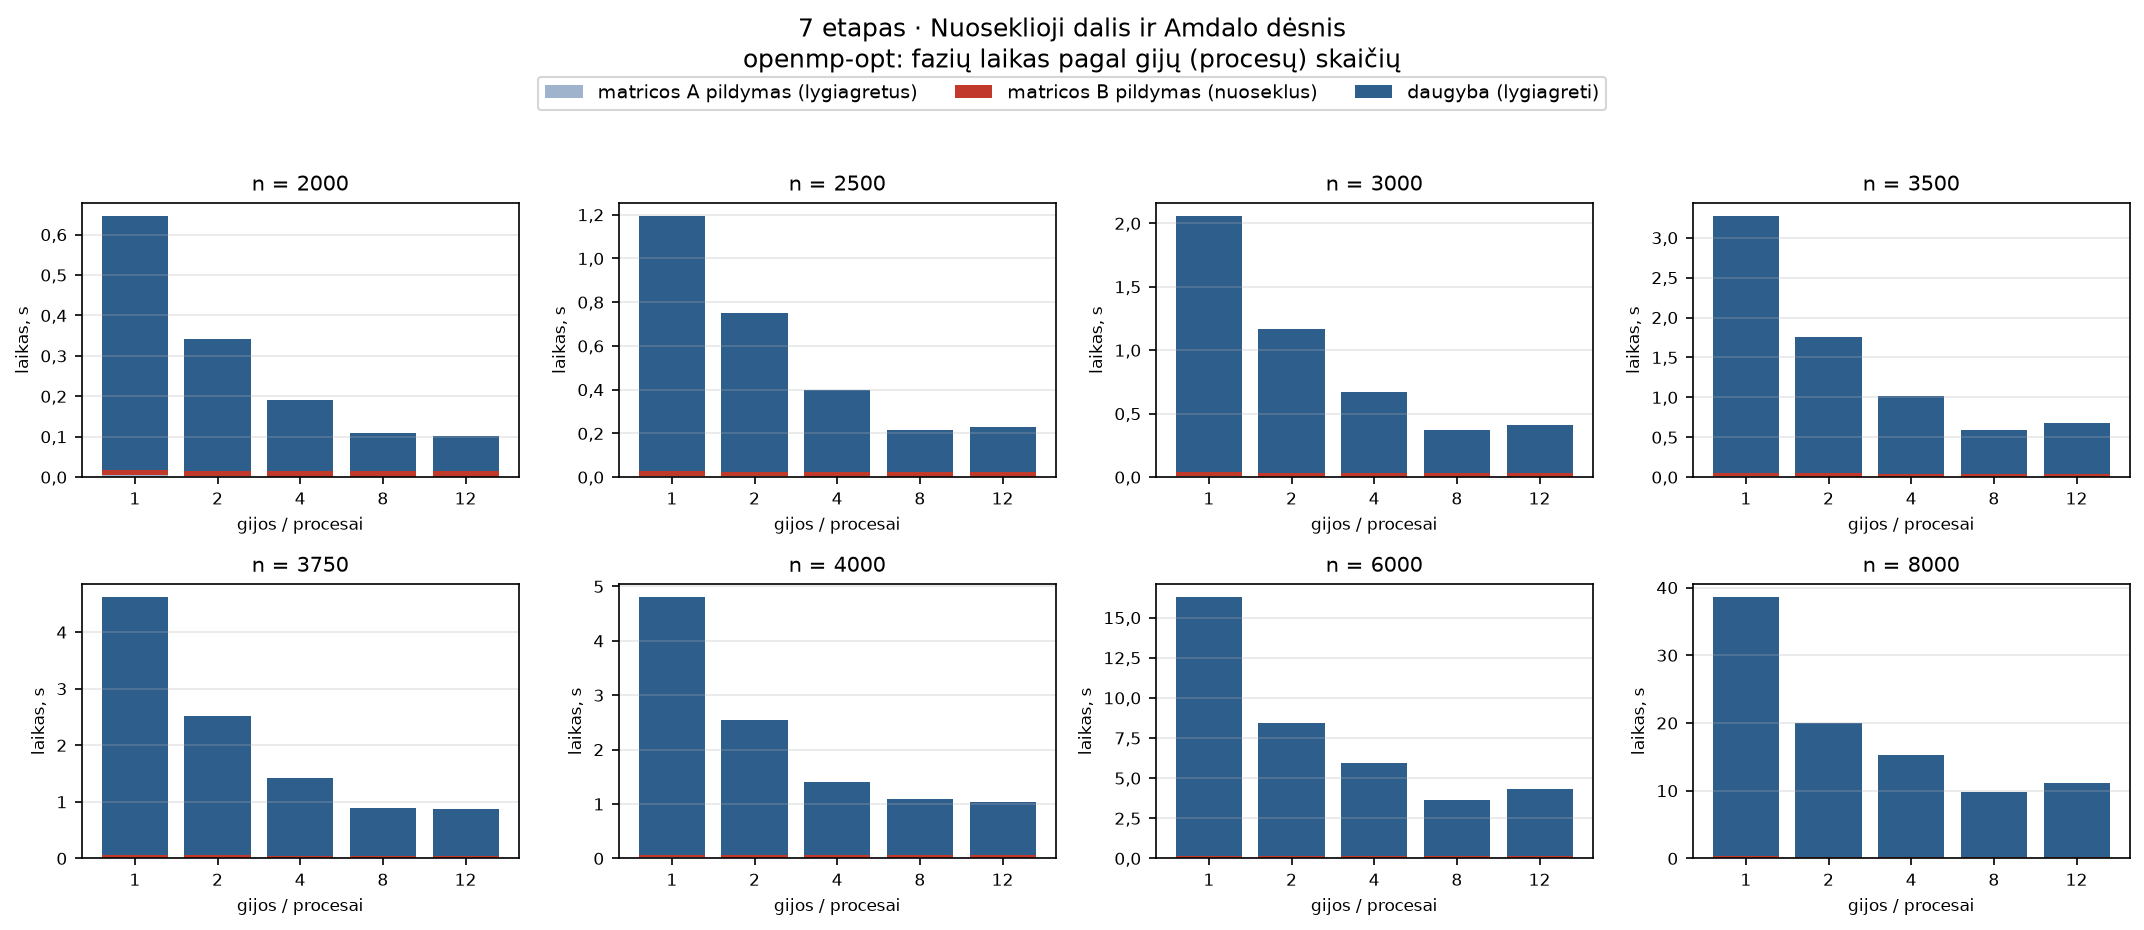 7 etapas · Nuoseklioji dalis ir Amdalo dėsnis
openmp-opt: fazių laikas pagal gijų (procesų) skaičių
matricos A pildymas (lygiagretus) matricos B pildymas (nuoseklus) daugyba (lygiagreti)
n = 2000
laikas, s
0,6
0,5
0,4
0,3
0,2
0,1
0,0
1 2 4 8 12
gijos / procesai
n = 2500
laikas, s
1,2
1,0
0,8
0,6
0,4
0,2
0,0
1 2 4 8 12
gijos / procesai
n = 3000
laikas, s
2,0
1,5
1,0
0,5
0,0
1 2 4 8 12
gijos / procesai
n = 3500
laikas, s
3,0
2,5
2,0
1,5
1,0
0,5
0,0
1 2 4 8 12
gijos / procesai
n = 3750
laikas, s
4
3
2
1
0
1 2 4 8 12
gijos / procesai
n = 4000
laikas, s
5
4
3
2
1
0
1 2 4 8 12
gijos / procesai
n = 6000
laikas, s
15,0
12,5
10,0
7,5
5,0
2,5
0,0
1 2 4 8 12
gijos / procesai
n = 8000
laikas, s
40
30
20
10
0
1 2 4 8 12
gijos / procesai